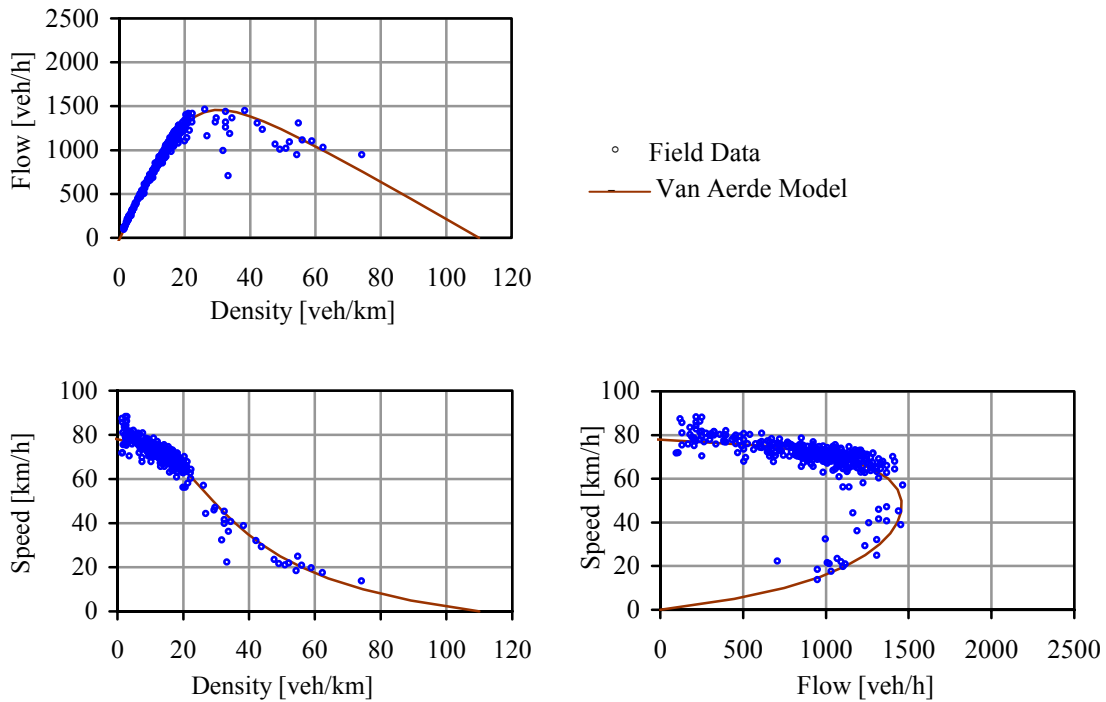 2500
2000
1500
1000
500
0
Flow [veh/h]
0 20 40 60 80 100 120
Density [veh/km]
Field Data
Van Aerde Model
100
80
60
40
20
0
Speed [km/h]
0 20 40 60 80 100 120
Density [veh/km]
100
80
60
40
20
0
Speed [km/h]
0 500 1000 1500 2000 2500
Flow [veh/h]